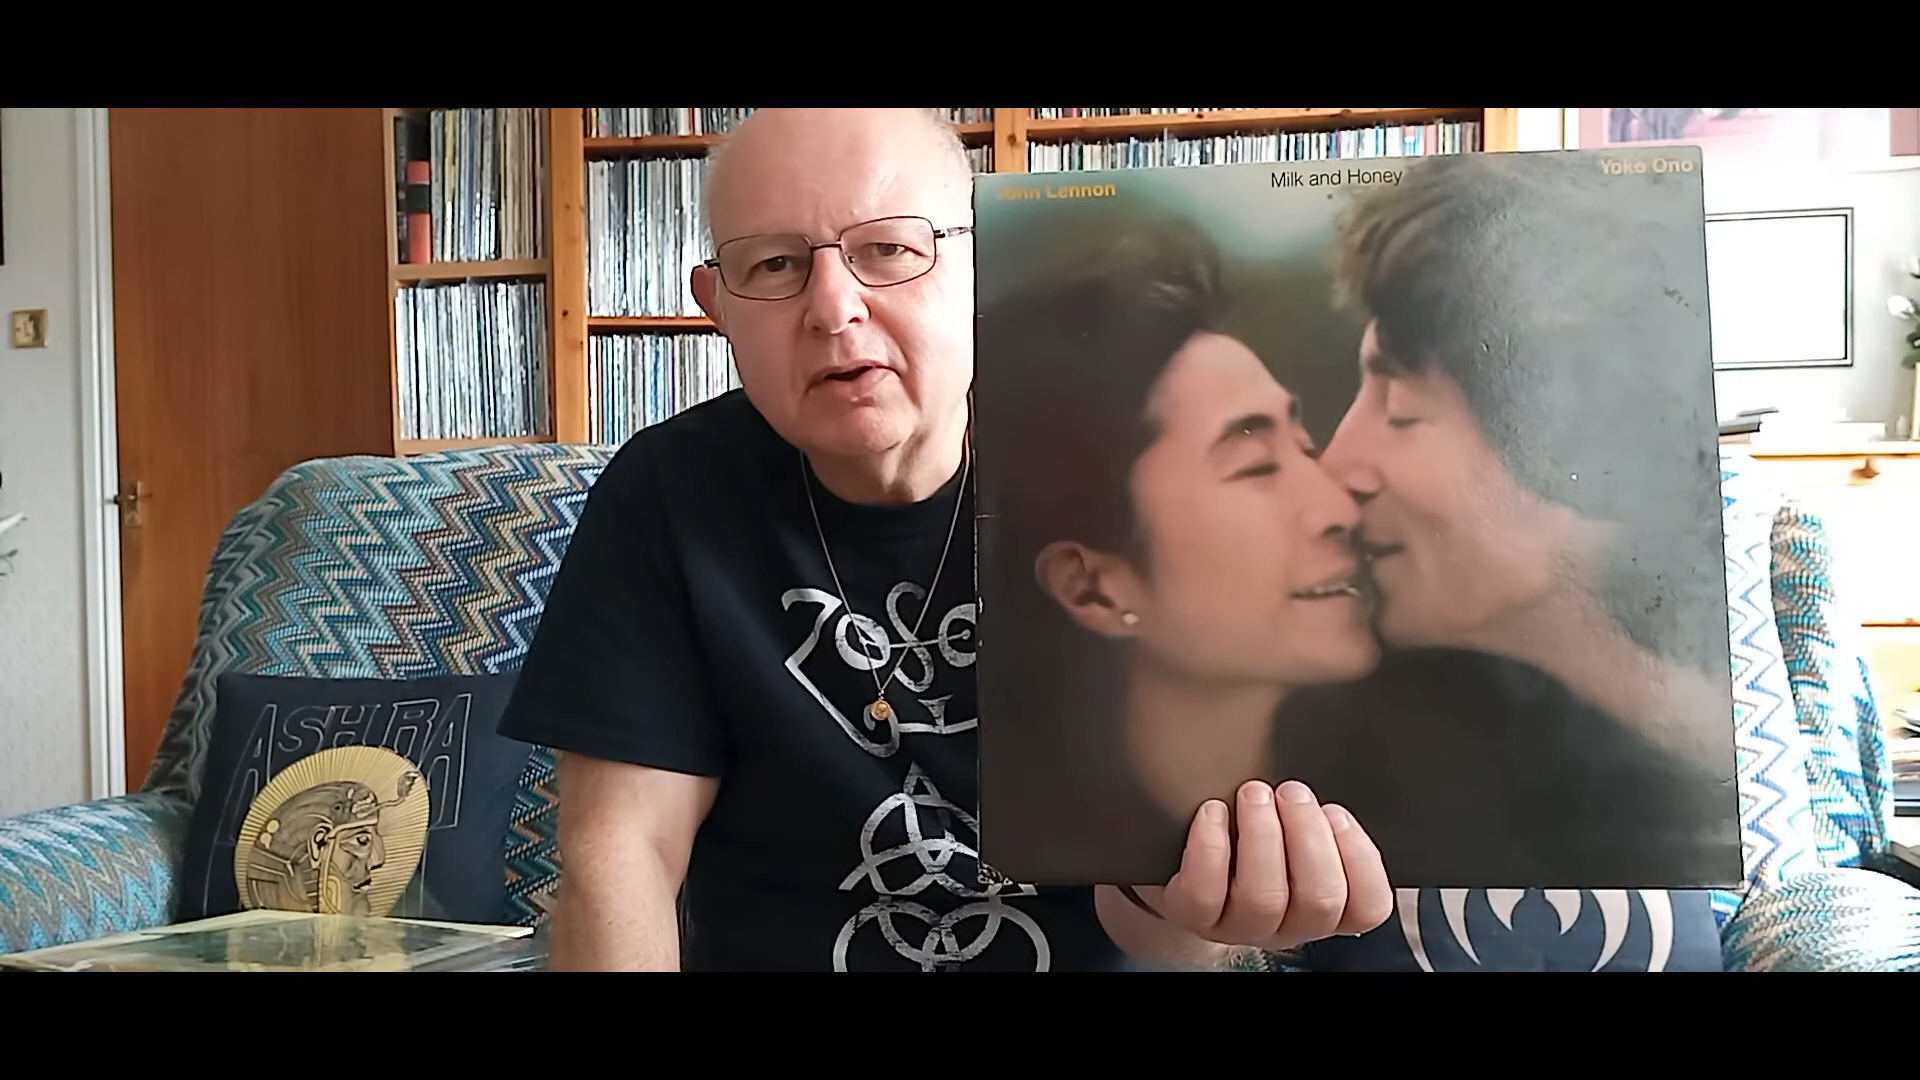 John Lennon
Milk and Honey
Yoko Ono
ASHRA
ZOSO